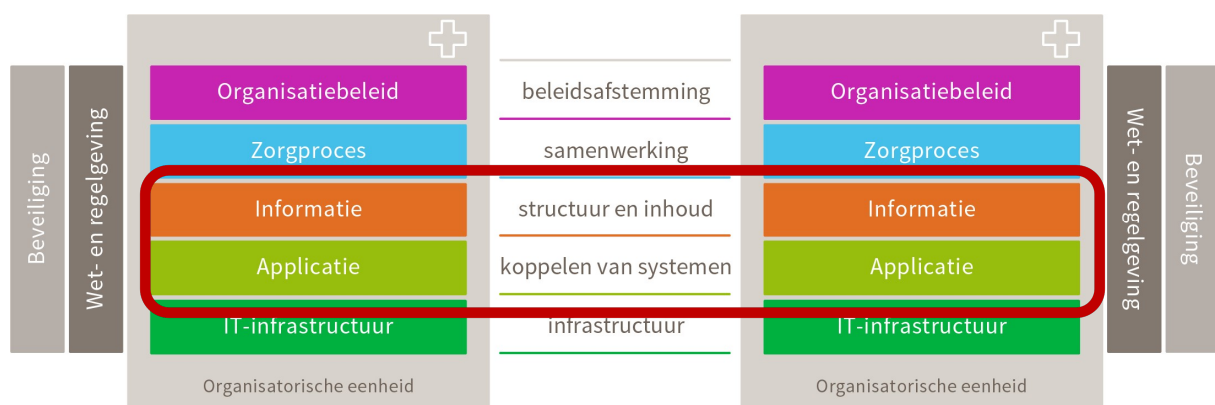 Beveiliging
Wet- en regelgeving
Organisatiebeleid
Zorgproces
Informatie
Applicatie
IT-infrastructuur
Organisatorische eenheid
beleidsafstemming
samenwerking
structuur en inhoud
koppelen van systemen
infrastructuur
Organisatiebeleid
Zorgproces
Informatie
Applicatie
IT-infrastructuur
Organisatorische eenheid
Wet- en regelgeving
Beveiliging